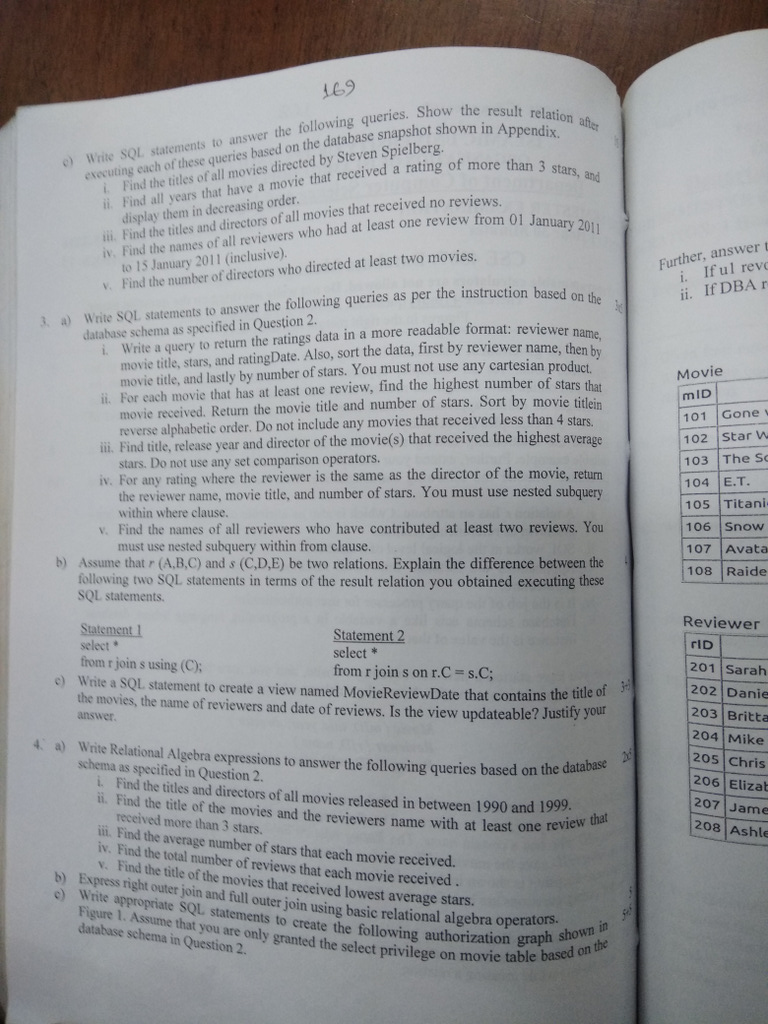 169
c) Write SQL statements to answer the following queries. Show the result relation after
executing each of these queries based on the database snapshot shown in Appendix.
i. Find the titles of all movies directed by Steven Spielberg.
ii. Find all years that have a movie that received a rating of more than 3 stars, and
display them in decreasing order.
iii. Find the titles and directors of all movies that received no reviews.
iv. Find the names of all reviewers who had at least one review from 01 January 2011
to 15 January 2011 (inclusive).
v. Find the number of directors who directed at least two movies.
3. a) Write SQL statements to answer the following queries as per the instruction based on the
database schema as specified in Question 2.
i. Write a query to return the ratings data in a more readable format: reviewer name,
movie title, stars, and ratingDate. Also, sort the data, first by reviewer name, then by
movie title, and lastly by number of stars. You must not use any cartesian product.
ii. For each movie that has at least one review, find the highest number of stars that
movie received. Return the movie title and number of stars. Sort by movie titlein
reverse alphabetic order. Do not include any movies that received less than 4 stars.
iii. Find title, release year and director of the movie(s) that received the highest average
stars. Do not use any set comparison operators.
iv. For any rating where the reviewer is the same as the director of the movie, return
the reviewer name, movie title, and number of stars. You must use nested subquery
within where clause.
v. Find the names of all reviewers who have contributed at least two reviews. You
must use nested subquery within from clause.
b) Assume that r (A,B,C) and s (C,D,E) be two relations. Explain the difference between the
following two SQL statements in terms of the result relation you obtained executing these
SQL statements.
Statement 1
select *
from r join s using (C);
Statement 2
select *
from r join s on r.C = s.C;
c) Write a SQL statement to create a view named MovieReviewDate that contains the title of
the movies, the name of reviewers and date of reviews. Is the view updateable? Justify your
answer.
4. a) Write Relational Algebra expressions to answer the following queries based on the database
schema as specified in Question 2.
i. Find the titles and directors of all movies released in between 1990 and 1999.
ii. Find the title of the movies and the reviewers name with at least one review that
received more than 3 stars.
iii. Find the average number of stars that each movie received.
iv. Find the total number of reviews that each movie received .
v. Find the title of the movies that received lowest average stars.
b) Express right outer join and full outer join using basic relational algebra operators.
c) Write appropriate SQL statements to create the following authorization graph shown in
Figure 1. Assume that you are only granted the select privilege on movie table based on the
database schema in Question 2.
Further, answer
i. If u1
ii. If DBA
Movie
mID
101 Gone
102 Star
103 The
104 E.T.
105
106 Snow
107
108
Reviewer
rID
201 Sarah
202
203
204 Mike
205 Chris
206
207
208